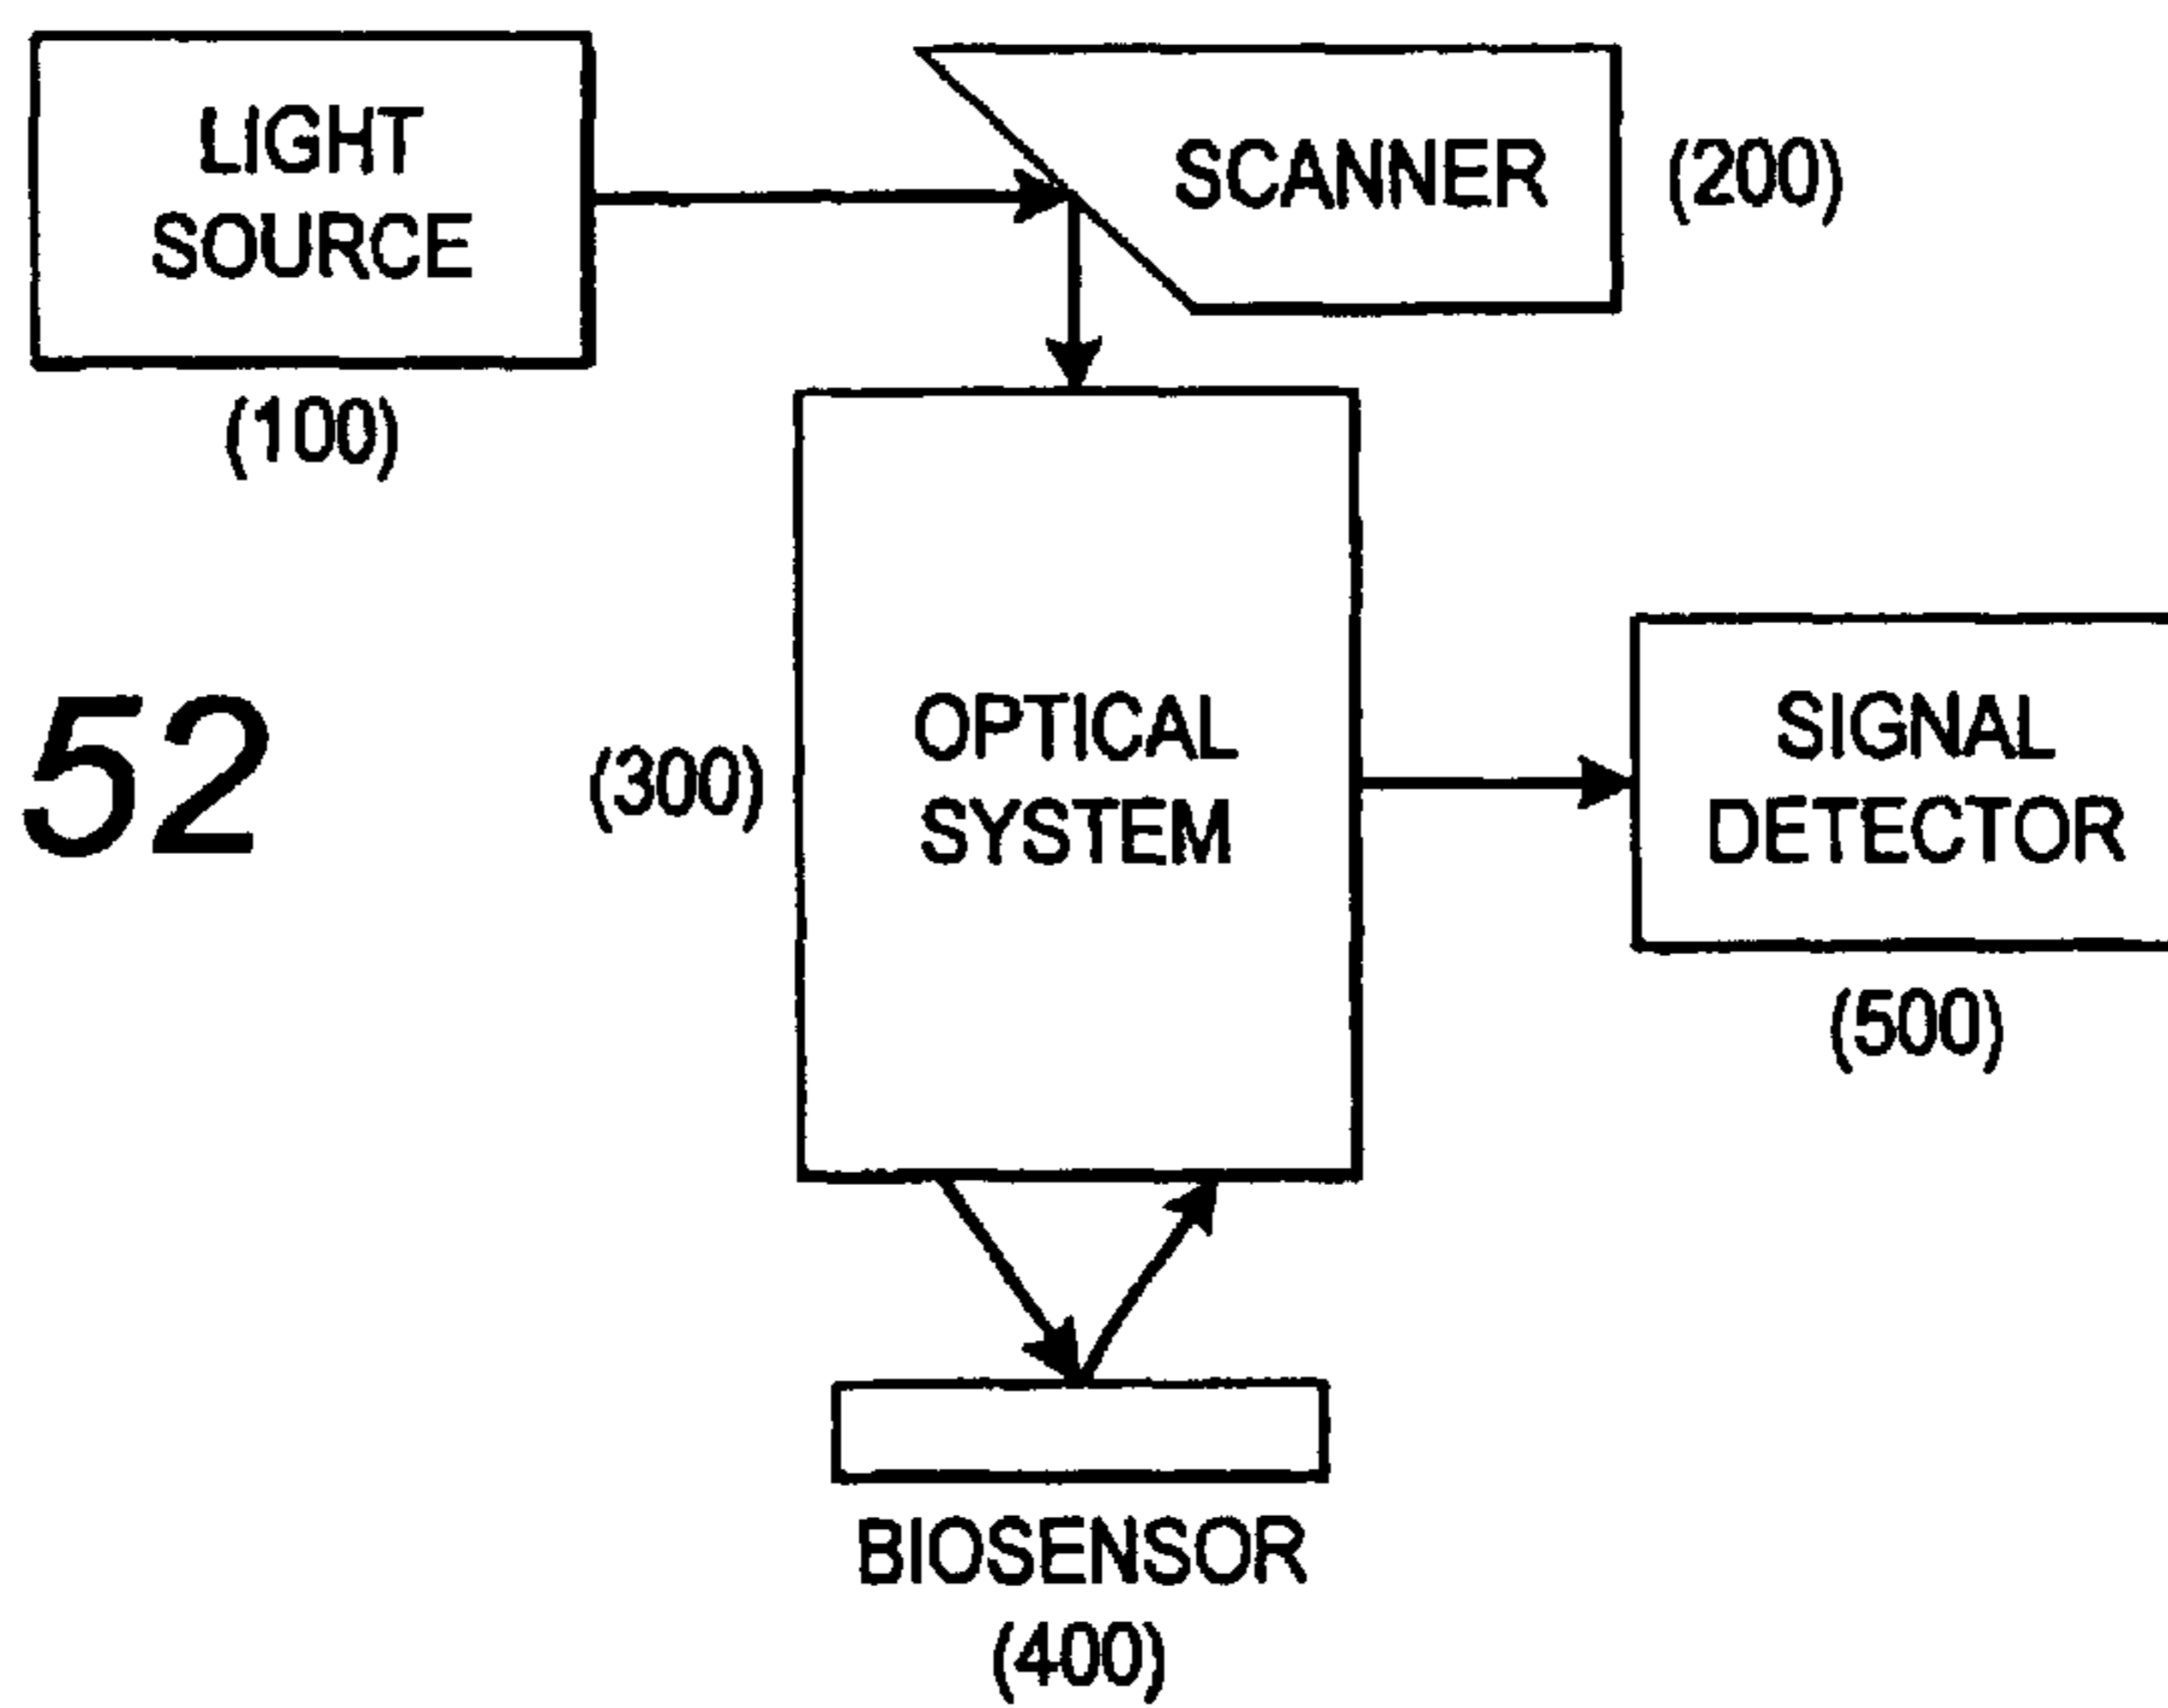 LIGHT
SOURCE
(100)
SCANNER
(200)
52
(300)
OPTICAL
SYSTEM
SIGNAL
DETECTOR
(500)
BIOSENSOR
(400)